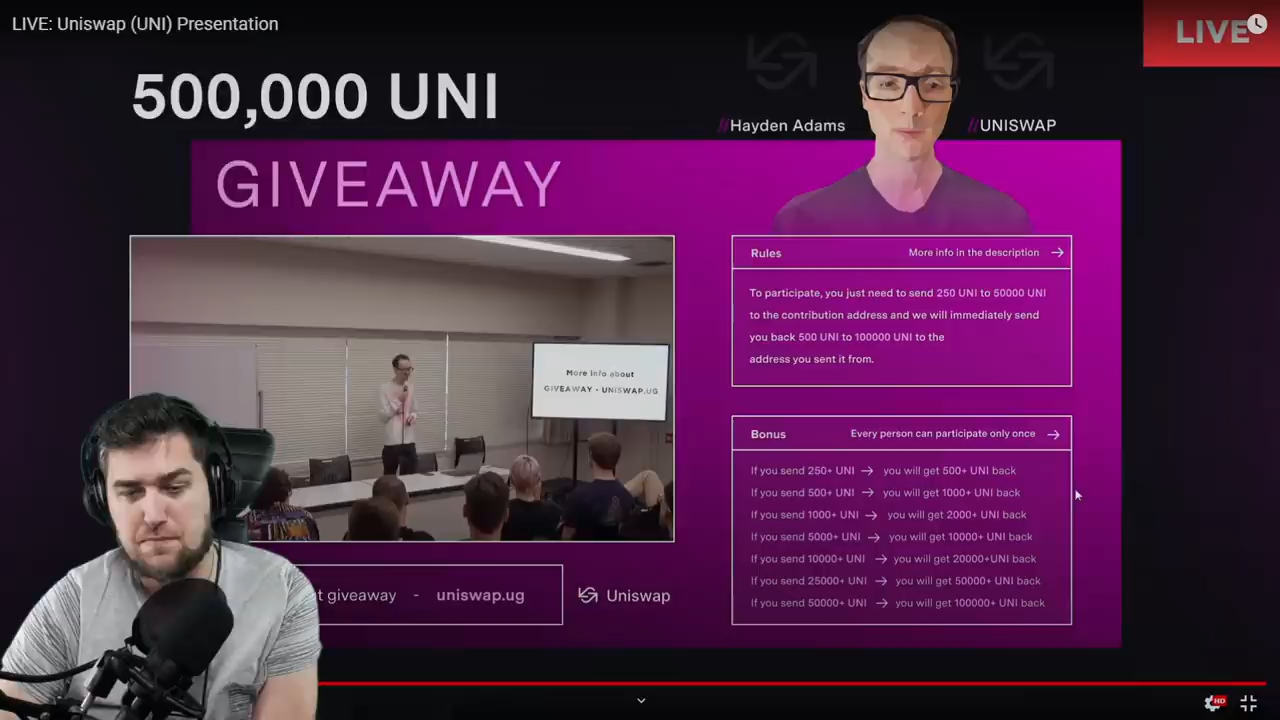 LIVE: Uniswap (UNI) Presentation
LIVE
500,000 UNI
//Hayden Adams
//UNISWAP
GIVEAWAY
Rules
More info in the description →
To participate, you just need to send 250 UNI to 50000 UNI
to the contribution address and we will immediately send
you back 500 UNI to 100000 UNI to the
address you sent it from.
More info about
GIVEAWAY - UNISWAP.UG
Bonus
Every person can participate only once →
If you send 250+ UNI → you will get 500+ UNI back
If you send 500+ UNI → you will get 1000+ UNI back
If you send 1000+ UNI → you will get 2000+ UNI back
If you send 5000+ UNI → you will get 10000+ UNI back
If you send 10000+ UNI → you will get 20000+UNI back
If you send 25000+ UNI → you will get 50000+ UNI back
If you send 50000+ UNI → you will get 100000+ UNI back
giveaway - uniswap.ug
Uniswap
HD